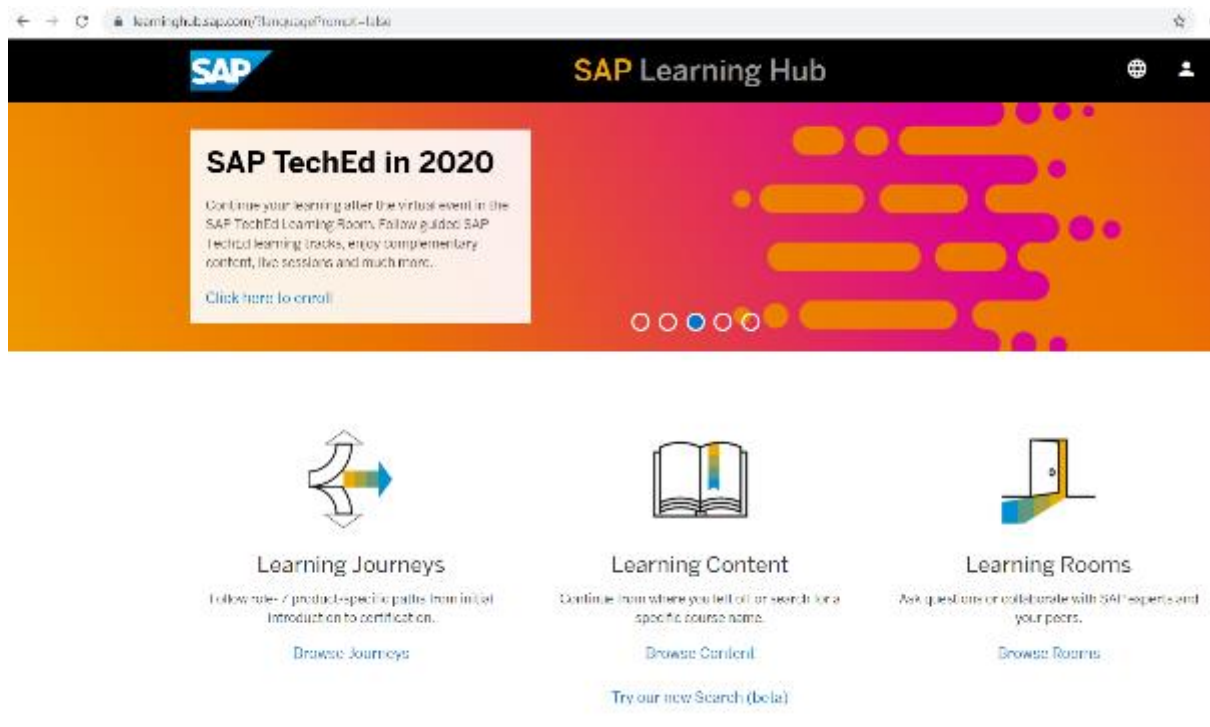 learninghub.sap.com/?languagePrompt=false
SAP
SAP Learning Hub
SAP TechEd in 2020
Continue your learning after the virtual event in the
SAP TechEd Learning Room. Follow guided SAP
TechEd learning tracks, enjoy complementary
content, live sessions and much more.
Click here to enroll
Learning Journeys
Follow role- / product-specific paths from initial
introduction to certification.
Browse Journeys
Learning Content
Continue from where you left off or search for a
specific course name.
Browse Content
Try our new Search (beta)
Learning Rooms
Ask questions or collaborate with SAP experts and
your peers.
Browse Rooms